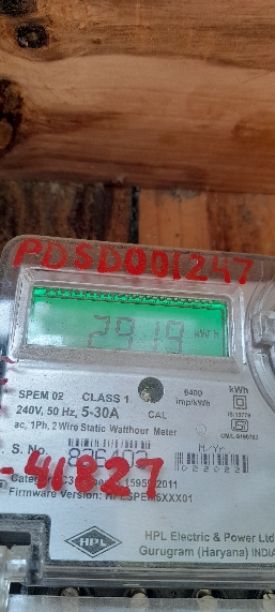 PDSD001247
2919 kWh
SPEM 02 CLASS 1
240V, 50 Hz, 5-30A
CAL
6400
imp/kWh
kWh
ac, 1Ph, 2 Wire Static Watthour Meter
S. No.
M/Yr
41827
Firmware Version:
HPL
HPL Electric & Power Ltd
Gurugram (Haryana) INDIA